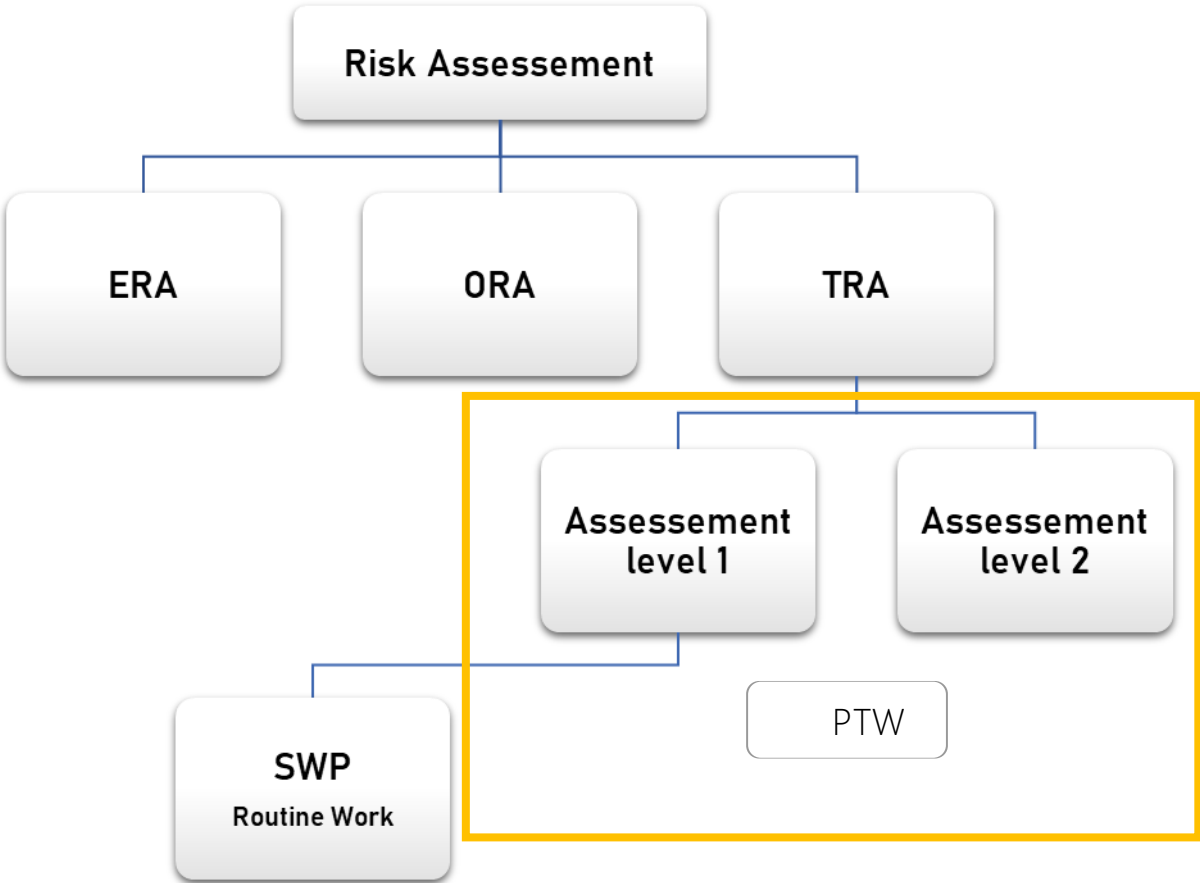 Risk Assessement
ERA
ORA
TRA
Assessement
level 1
Assessement
level 2
PTW
SWP
Routine Work